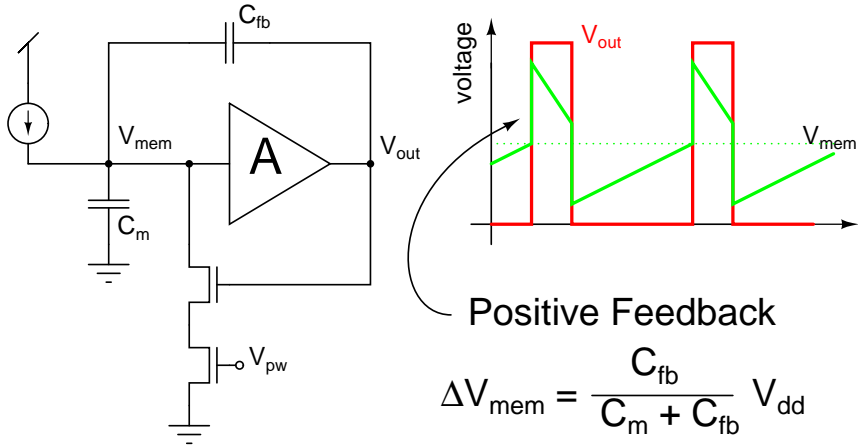 C_fb
V_mem
A
V_out
C_m
V_pw
voltage
V_out
V_mem
Positive Feedback
ΔV_mem = C_fb / (C_m + C_fb) V_dd